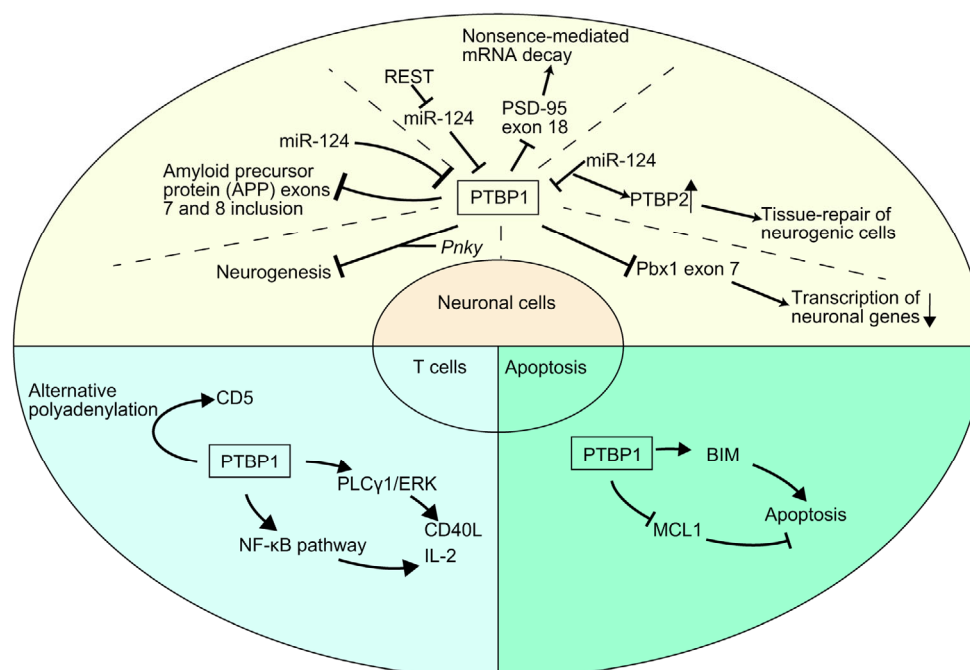 Nonsence-mediated
mRNA decay
REST
miR-124
PSD-95
exon 18
miR-124
miR-124
Amyloid precursor
protein (APP) exons
7 and 8 inclusion
PTBP1
PTBP2
Tissue-repair of
neurogenic cells
Pnky
Neurogenesis
Pbx1 exon 7
Transcription of
neuronal genes
Neuronal cells
T cells
Apoptosis
Alternative
polyadenylation
CD5
PTBP1
PLCγ1/ERK
CD40L
IL-2
NF-κB pathway
PTBP1
BIM
Apoptosis
MCL1